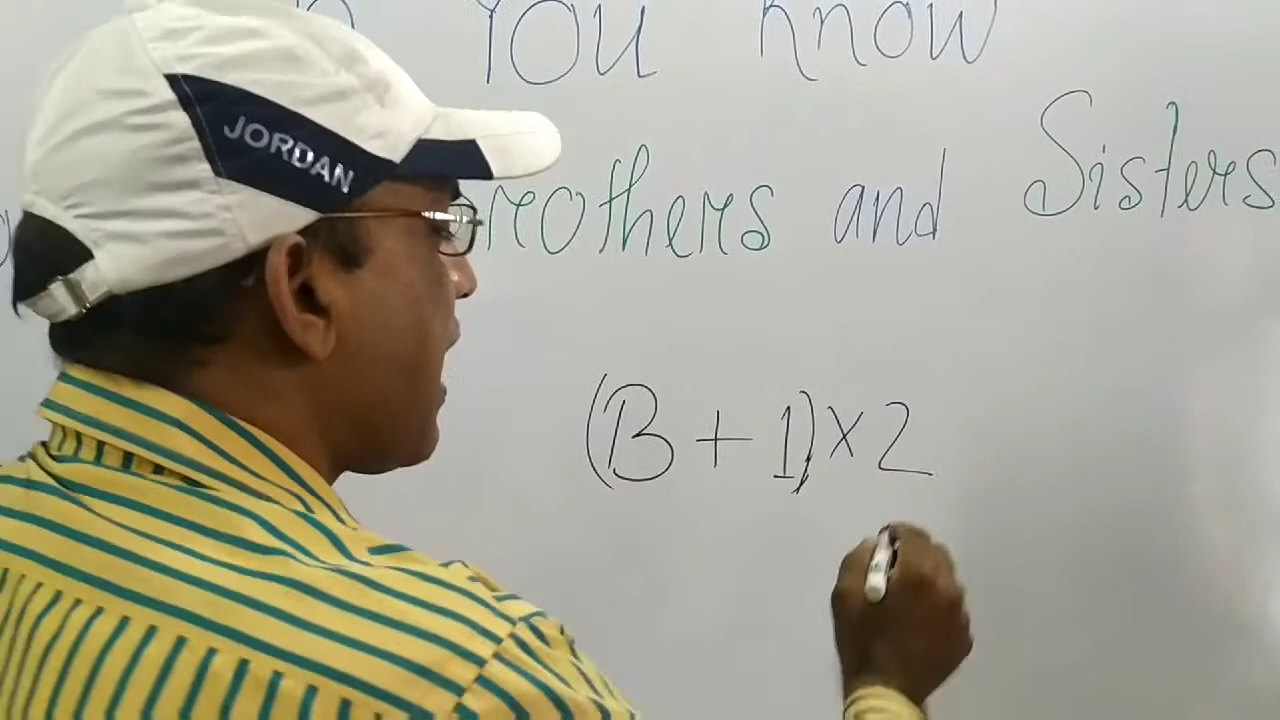 You Know
rothers and Sisters
(B + 1) × 2
JORDAN